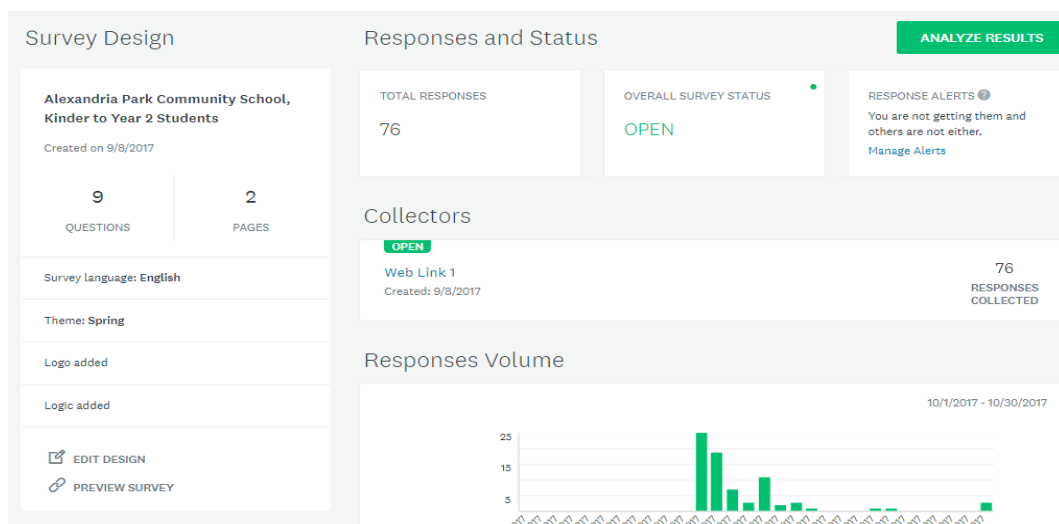 Survey Design
Alexandria Park Community School,
Kinder to Year 2 Students
Created on 9/8/2017
9
QUESTIONS
2
PAGES
Survey language: English
Theme: Spring
Logo added
Logic added
EDIT DESIGN
PREVIEW SURVEY
Responses and Status
ANALYZE RESULTS
TOTAL RESPONSES
76
OVERALL SURVEY STATUS
OPEN
RESPONSE ALERTS ?
You are not getting them and
others are not either.
Manage Alerts
Collectors
OPEN
Web Link 1
Created: 9/8/2017
76
RESPONSES
COLLECTED
Responses Volume
10/1/2017 - 10/30/2017
25
15
5